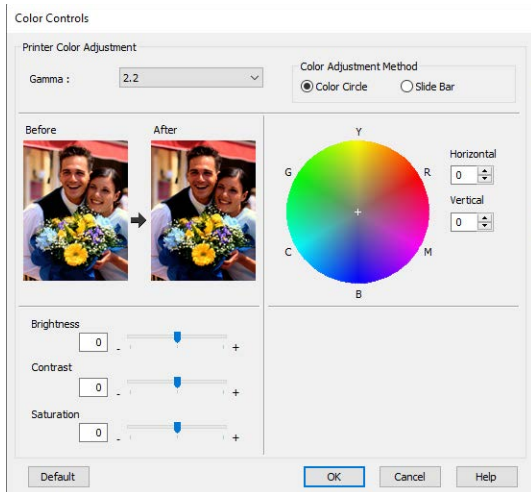 Color Controls
Printer Color Adjustment
Gamma :
2.2
Color Adjustment Method
Color Circle
Slide Bar
Before
After
Y
G
R
C
M
B
Horizontal
0
Vertical
0
Brightness
0
-
+
Contrast
0
-
+
Saturation
0
-
+
Default
OK
Cancel
Help